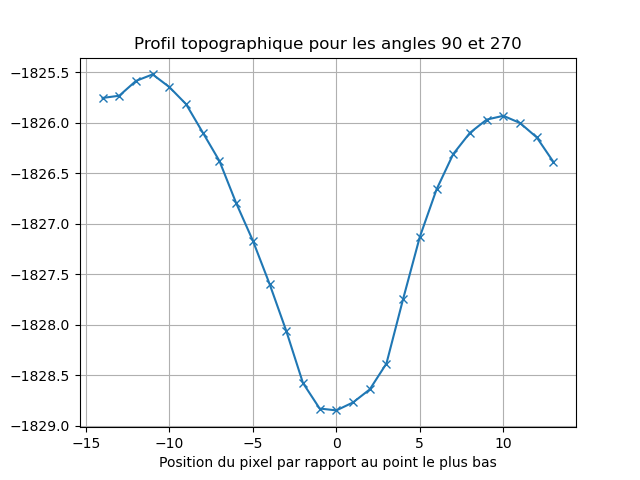 Profil topographique pour les angles 90 et 270
−1825.5
−1826.0
−1826.5
−1827.0
−1827.5
−1828.0
−1828.5
−1829.0
−15 −10 −5 0 5 10
Position du pixel par rapport au point le plus bas